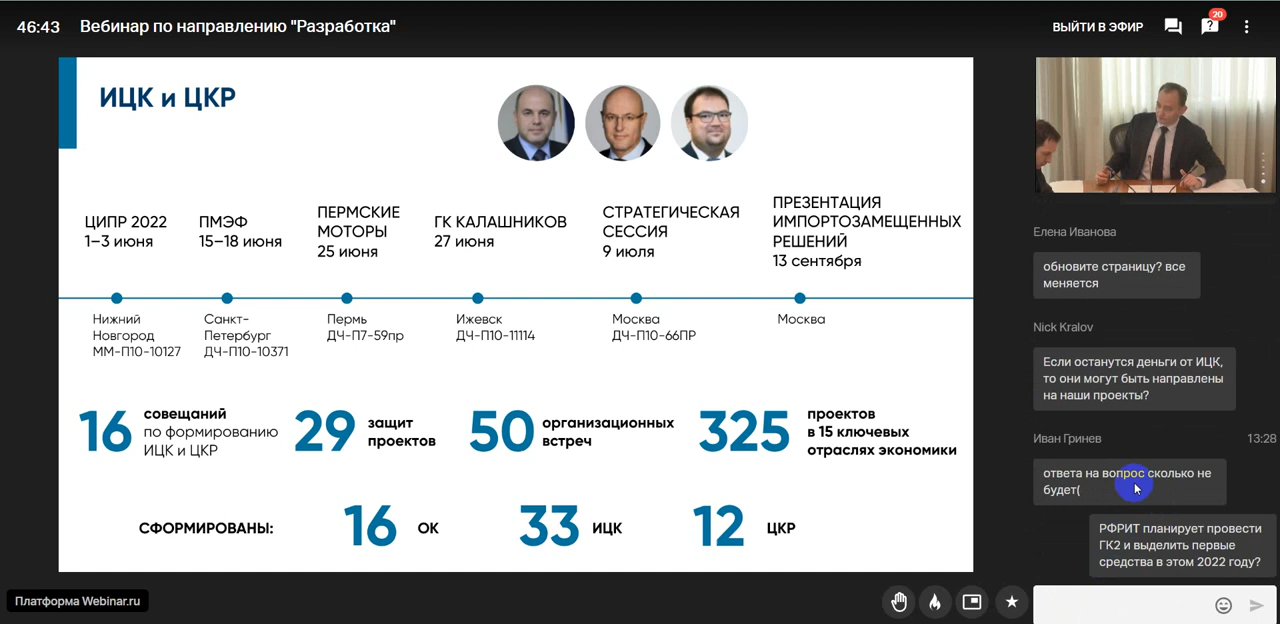 46:43 Вебинар по направлению "Разработка"
ВЫЙТИ В ЭФИР
20
ИЦК и ЦКР
ЦИПР 2022
1–3 июня
ПМЭФ
15–18 июня
ПЕРМСКИЕ
МОТОРЫ
25 июня
ГК КАЛАШНИКОВ
27 июня
СТРАТЕГИЧЕСКАЯ
СЕССИЯ
9 июля
ПРЕЗЕНТАЦИЯ
ИМПОРТОЗАМЕЩЕННЫХ
РЕШЕНИЙ
13 сентября
Нижний
Новгород
ММ-П10-10127
Санкт-
Петербург
ДЧ-П10-10371
Пермь
ДЧ-П7-59пр
Ижевск
ДЧ-П10-11114
Москва
ДЧ-П10-66ПР
Москва
16
совещаний
по формированию
ИЦК и ЦКР
29
защит
проектов
50
организационных
встреч
325
проектов
в 15 ключевых
отраслях экономики
СФОРМИРОВАНЫ:
16 ОК
33 ИЦК
12 ЦКР
Елена Иванова
обновите страницу? все
меняется
Nick Kralov
Если останутся деньги от ИЦК,
то они могут быть направлены
на наши проекты?
Иван Гринев 13:28
ответа на вопрос сколько не
будет(
РФРИТ планирует провести
ГК2 и выделить первые
средства в этом 2022 году?
Платформа Webinar.ru